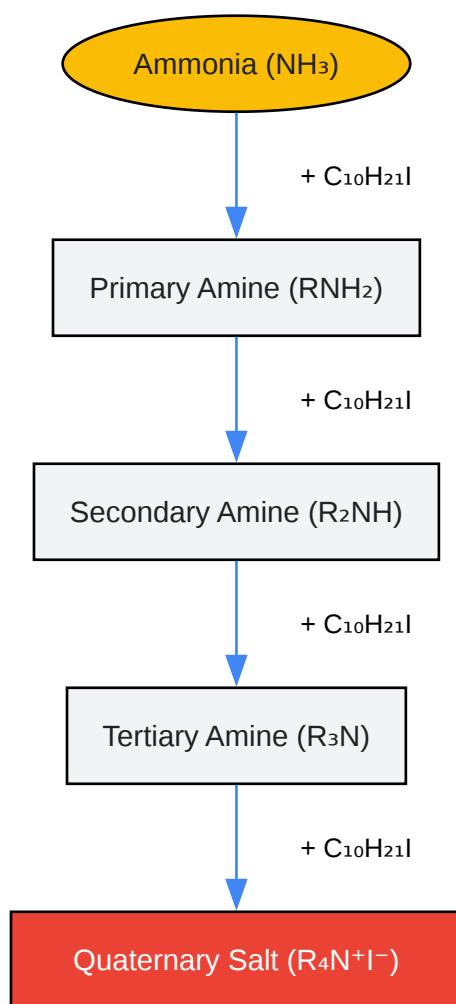 Ammonia (NH₃)
+ C₁₀H₂₁I
Primary Amine (RNH₂)
+ C₁₀H₂₁I
Secondary Amine (R₂NH)
+ C₁₀H₂₁I
Tertiary Amine (R₃N)
+ C₁₀H₂₁I
Quaternary Salt (R₄N⁺I⁻)